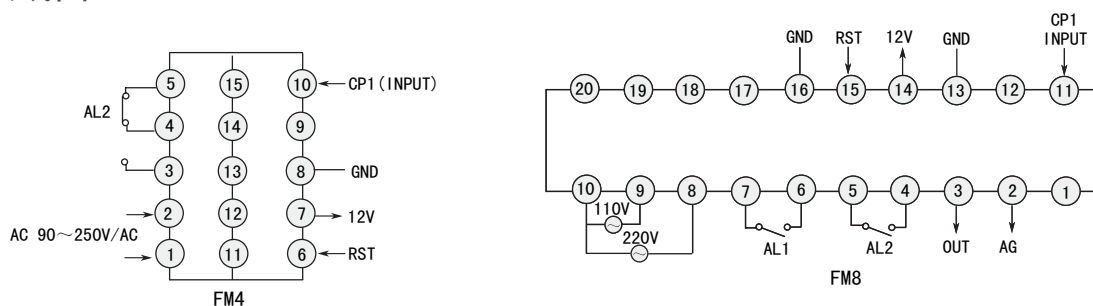 5 15 10 CP1(INPUT)
AL2
4 14 9
3 13 8 GND
2 12 7 12V
AC 90～250V/AC
1 11 6 RST
FM4
GND RST 12V GND CP1
INPUT
20 19 18 17 16 15 14 13 12 11
10 9 8 7 6 5 4 3 2 1
110V
220V
AL1 AL2 OUT AG
FM8